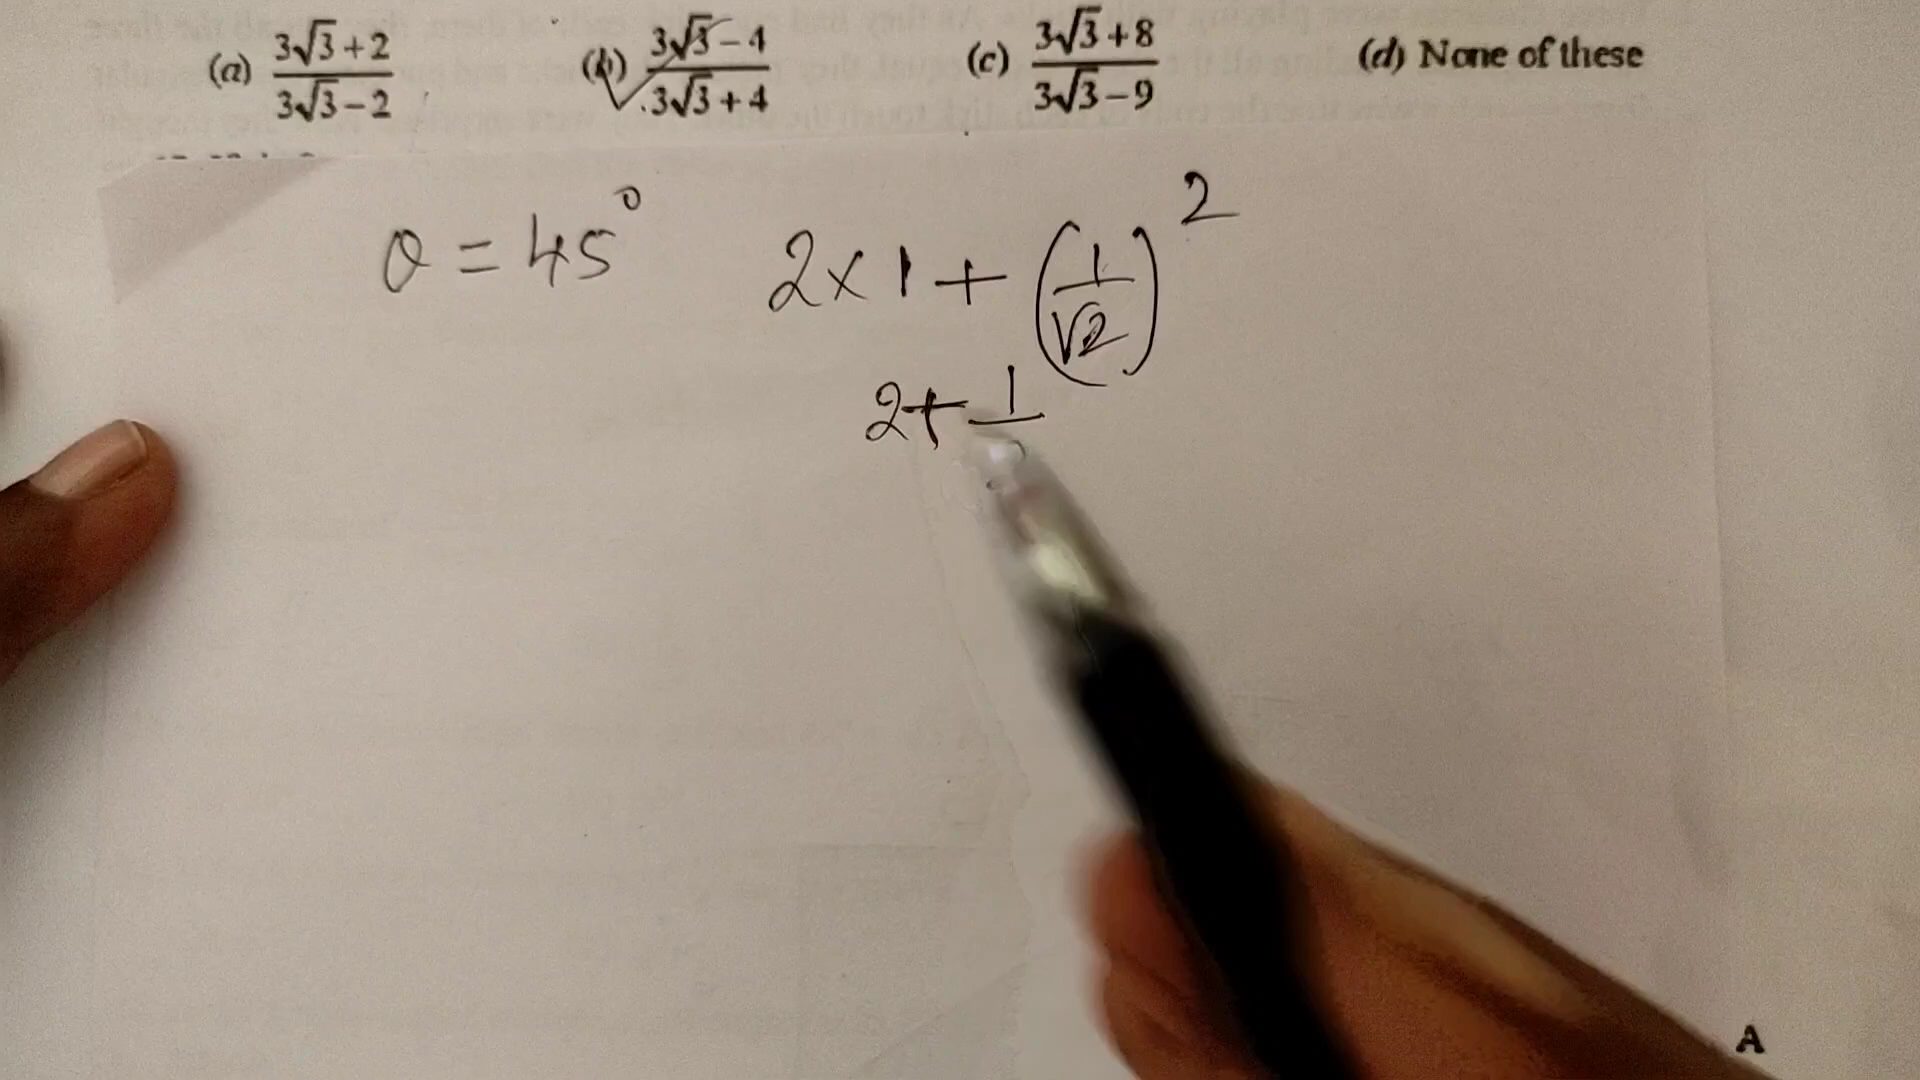 (a) (3√3+2)/(3√3−2) (b) (3√3−4)/(3√3+4) (c) (3√3+8)/(3√3−9) (d) None of these
θ = 45° 2×1+(1/√2)²
2+1/
A